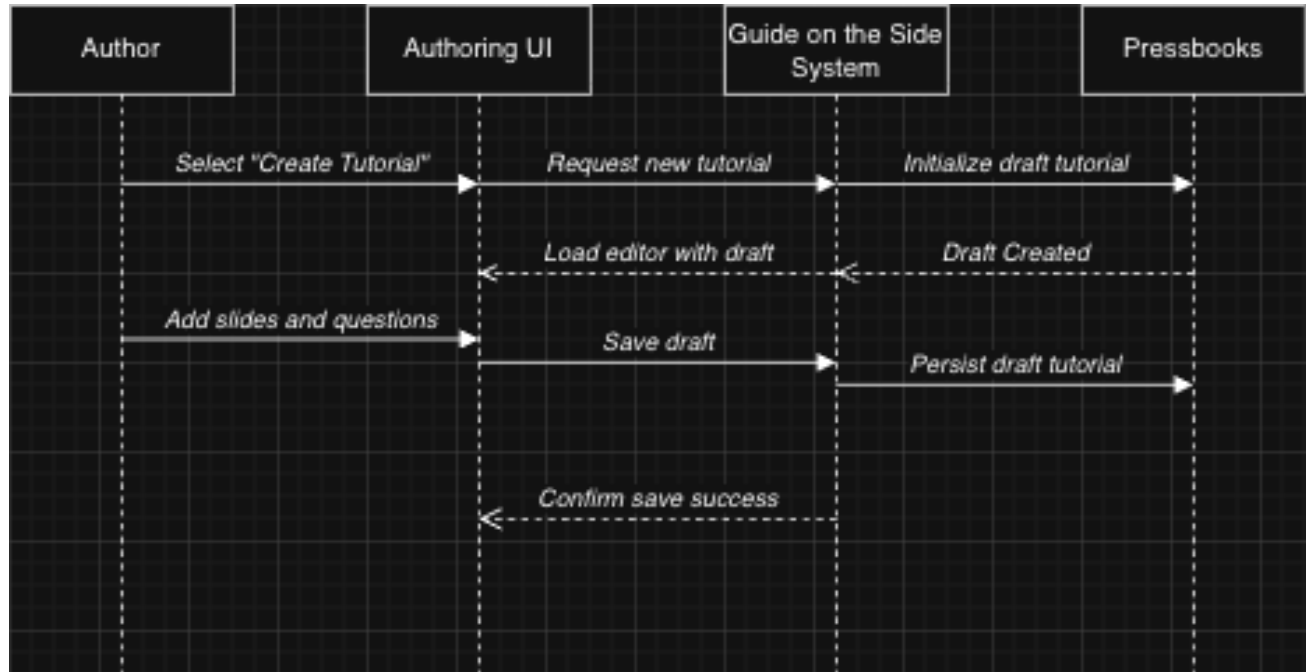 Author
Authoring UI
Guide on the Side
System
Pressbooks
Select "Create Tutorial"
Request new tutorial
Initialize draft tutorial
Load editor with draft
Draft Created
Add slides and questions
Save draft
Persist draft tutorial
Confirm save success